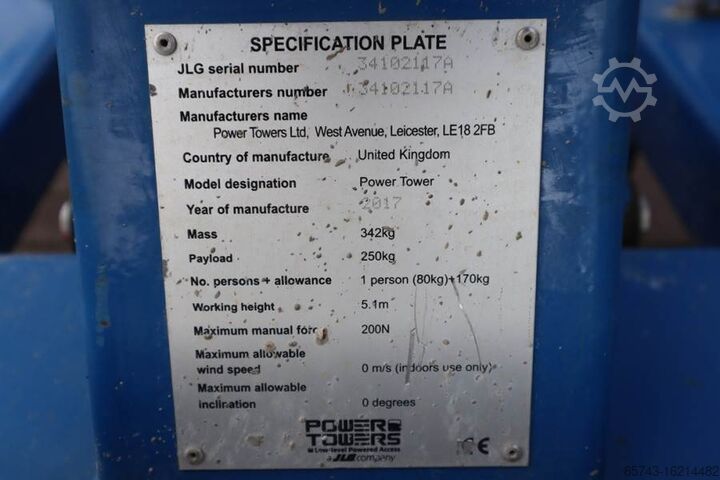 SPECIFICATION PLATE
JLG serial number 34102117A
Manufacturers number 34102117A
Manufacturers name
Power Towers Ltd, West Avenue, Leicester, LE18 2FB
Country of manufacture United Kingdom
Model designation Power Tower
Year of manufacture 2017
Mass 342kg
Payload 250kg
No. persons + allowance 1 person (80kg)+170kg
Working height 5.1m
Maximum manual force 200N
Maximum allowable
wind speed 0 m/s (indoors use only)
Maximum allowable
inclination 0 degrees
POWER
TOWERS
Low-level Powered Access
a JLG company
CE
65743-16214482